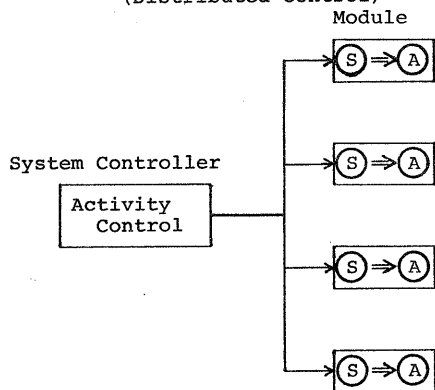 (Distributed Control)
Module
S ⇒ A
S ⇒ A
System Controller
Activity
Control
S ⇒ A
S ⇒ A